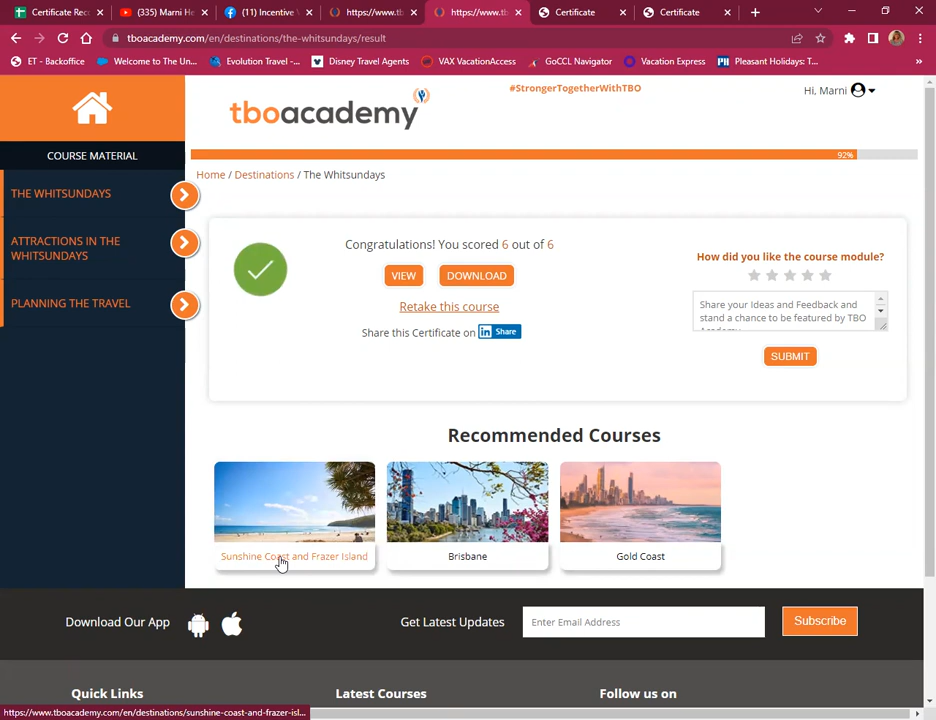 Certificate Rec
(335) Marni He
(11) Incentive
https://www.tb
https://www.tb
Certificate
Certificate
tboacademy.com/en/destinations/the-whitsundays/result
ET - Backoffice
Welcome to The Un...
Evolution Travel -...
Disney Travel Agents
VAX VacationAccess
GoCCL Navigator
Vacation Express
Pleasant Holidays: T...
»
#StrongerTogetherWithTBO
Hi, Marni
tboacademy
COURSE MATERIAL
92%
Home / Destinations / The Whitsundays
THE WHITSUNDAYS
ATTRACTIONS IN THE
WHITSUNDAYS
PLANNING THE TRAVEL
Congratulations! You scored 6 out of 6
VIEW
DOWNLOAD
Retake this course
Share this Certificate on in Share
How did you like the course module?
Share your Ideas and Feedback and
stand a chance to be featured by TBO
Academy
SUBMIT
Recommended Courses
Sunshine Coast and Frazer Island
Brisbane
Gold Coast
Download Our App
Get Latest Updates
Enter Email Address
Subscribe
Quick Links
Latest Courses
Follow us on
https://www.tboacademy.com/en/destinations/sunshine-coast-and-frazer-isl...